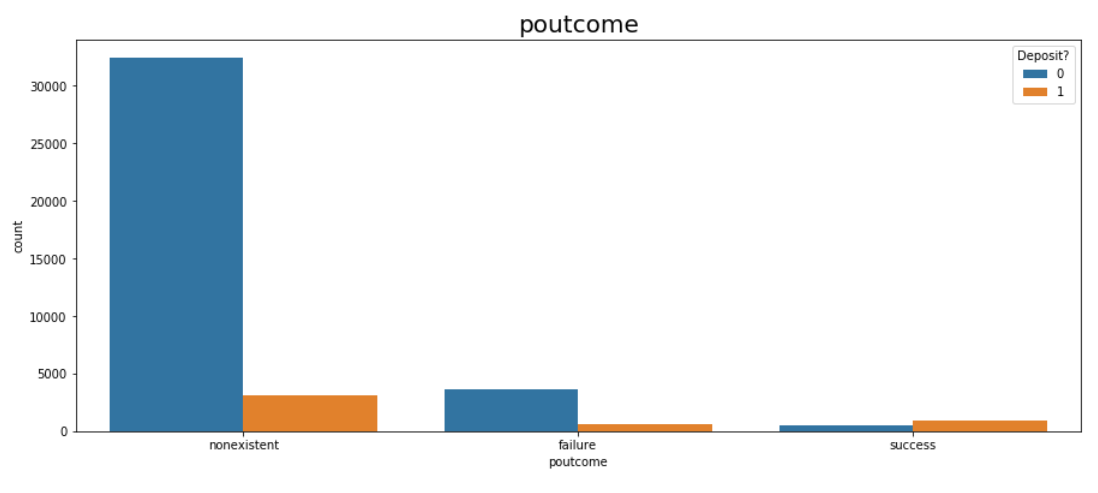 poutcome
Deposit?
0
1
30000
25000
20000
15000
10000
5000
0
count
nonexistent failure success
poutcome